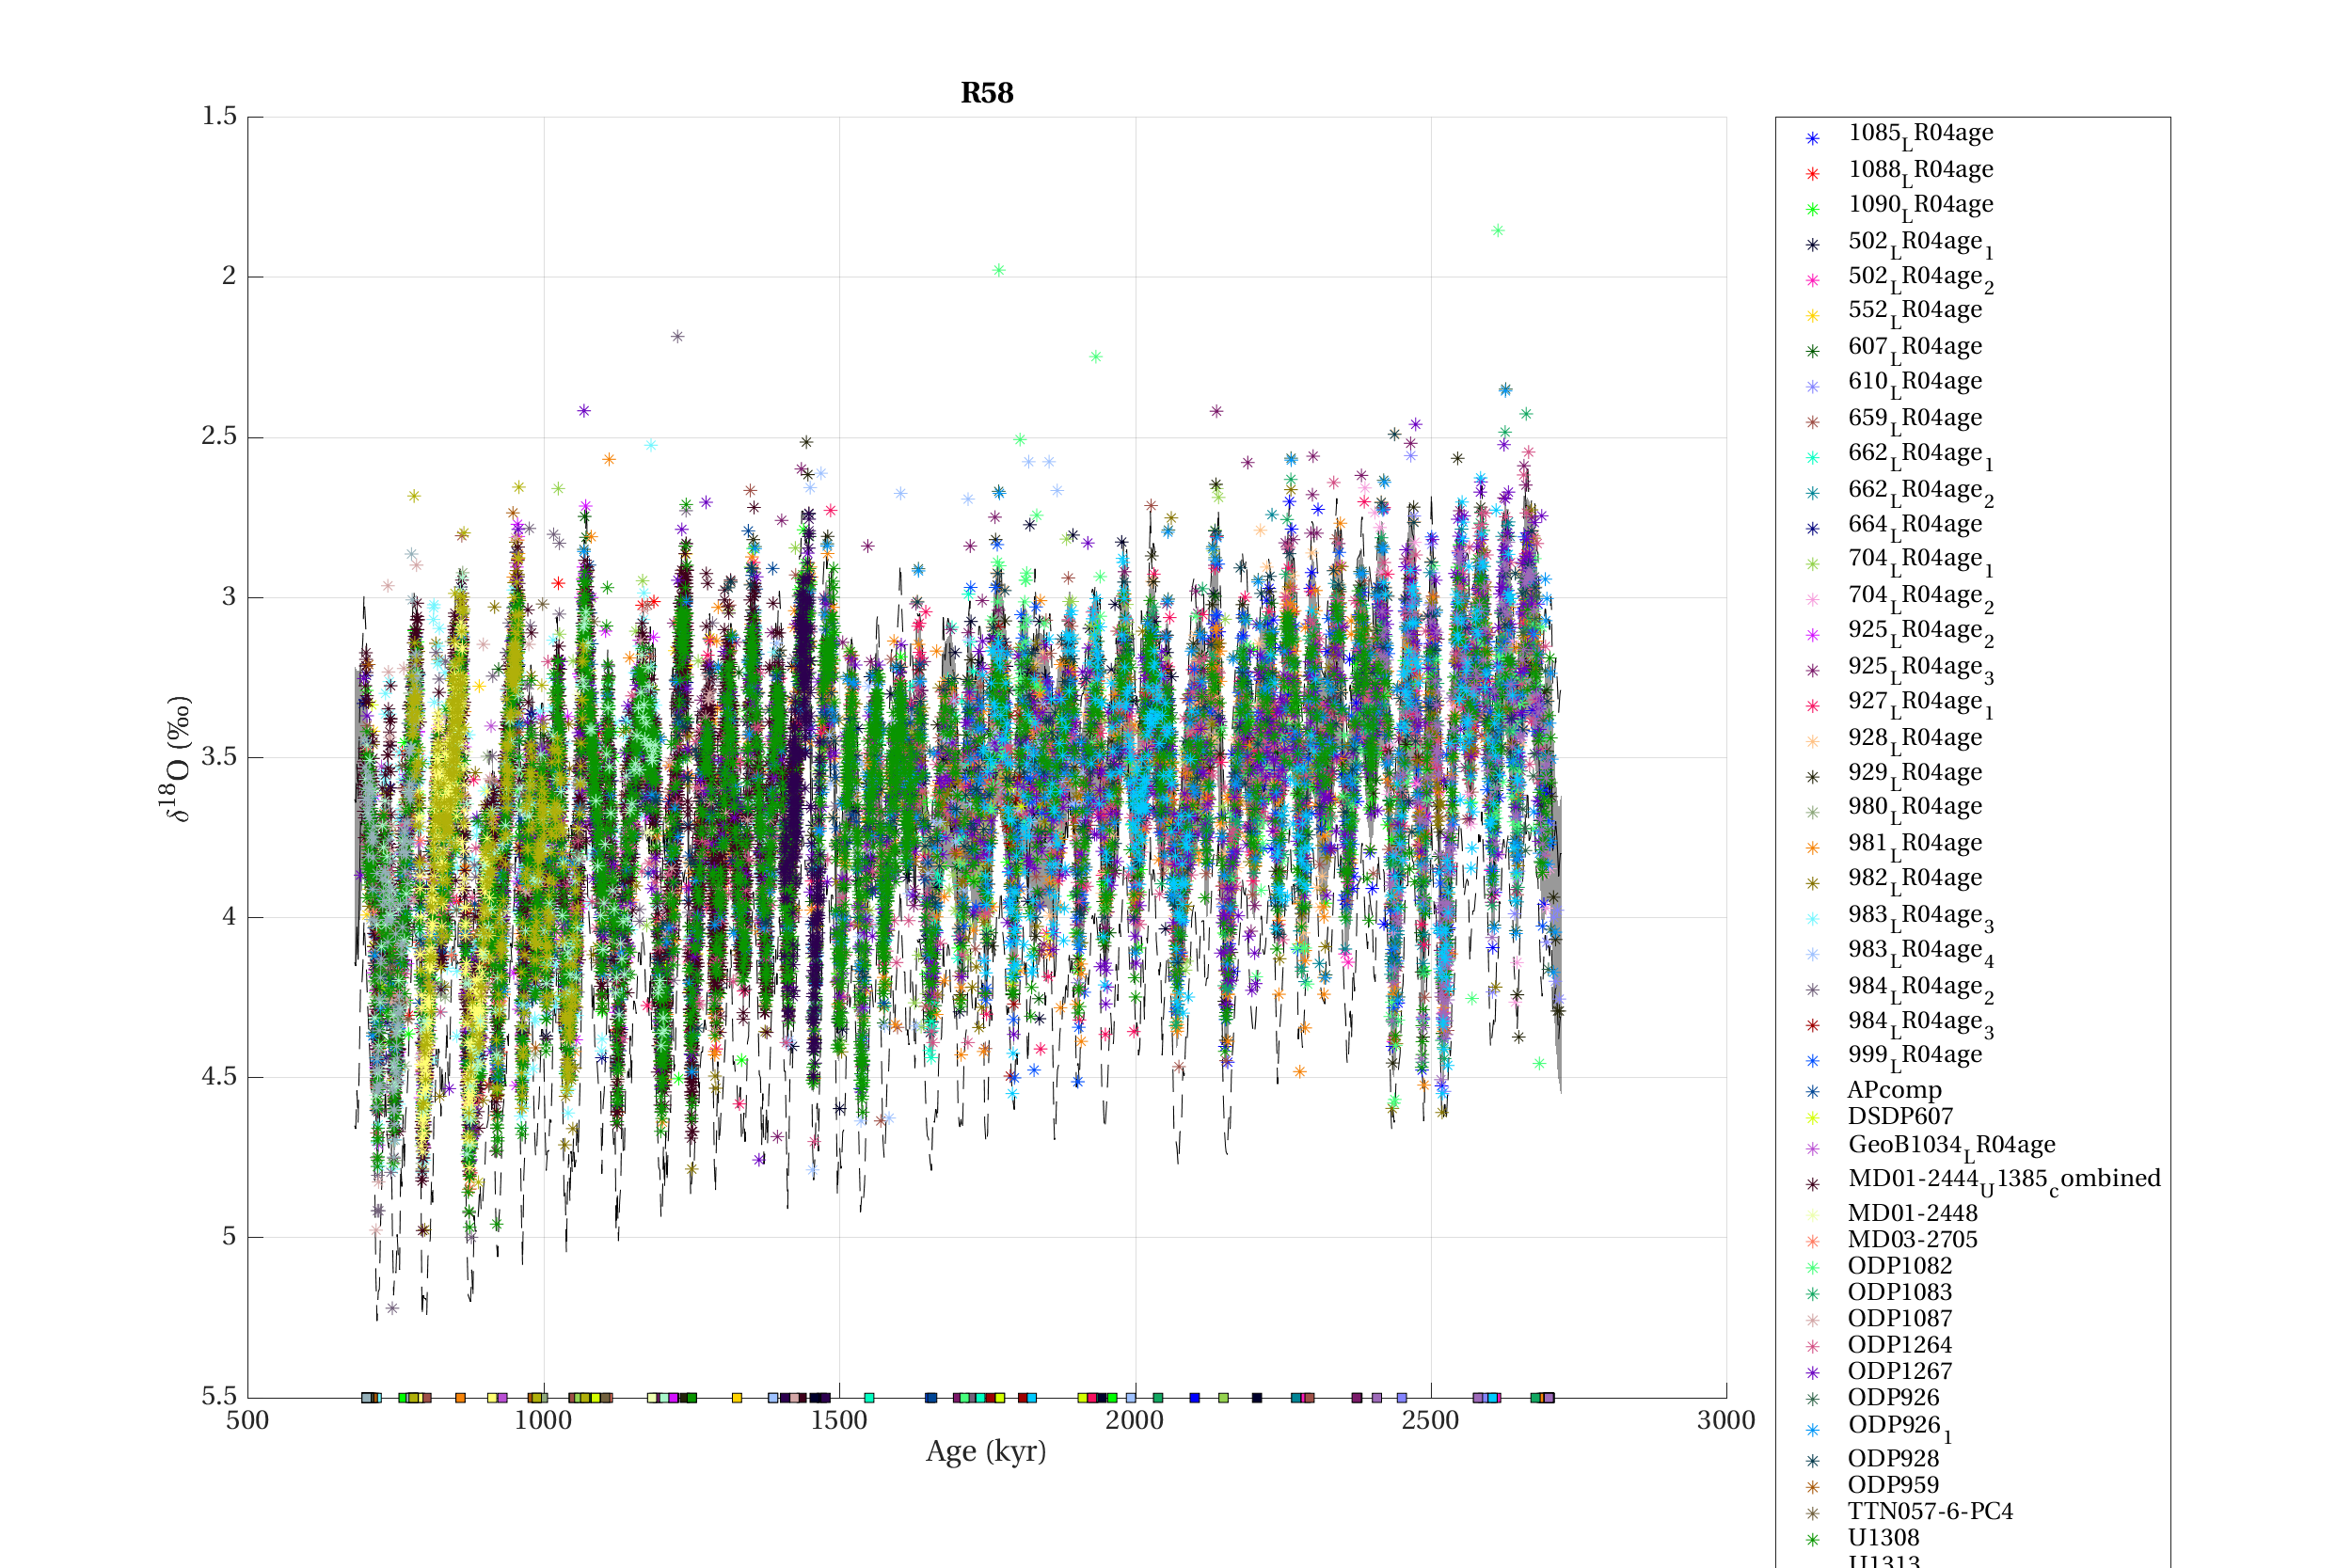 R58
1.5
2
2.5
3
3.5
4
4.5
5
5.5
δ18O (‰)
500 1000 1500 2000 2500 3000
Age (kyr)
1085LR04age
1088LR04age
1090LR04age
502LR04age1
502LR04age2
552LR04age
607LR04age
610LR04age
659LR04age
662LR04age1
662LR04age2
664LR04age
704LR04age1
704LR04age2
925LR04age2
925LR04age3
927LR04age1
928LR04age
929LR04age
980LR04age
981LR04age
982LR04age
983LR04age3
983LR04age4
984LR04age2
984LR04age3
999LR04age
APcomp
DSDP607
GeoB1034LR04age
MD01-2444U1385combined
MD01-2448
MD03-2705
ODP1082
ODP1083
ODP1087
ODP1264
ODP1267
ODP926
ODP9261
ODP928
ODP959
TTN057-6-PC4
U1308
U1313